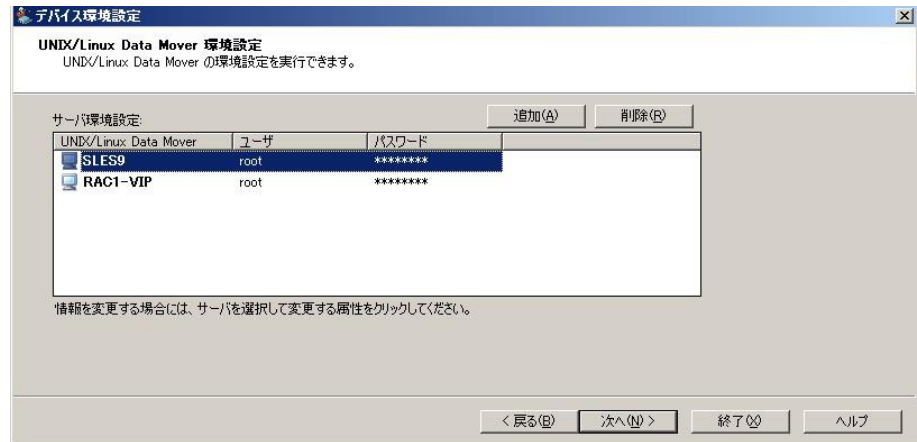 デバイス環境設定
UNIX/Linux Data Mover 環境設定
UNIX/Linux Data Mover の環境設定を実行できます。
サーバ環境設定:
追加(A) 削除(R)
UNIX/Linux Data Mover ユーザ パスワード
SLES9 root ********
RAC1-VIP root ********
情報を変更する場合には、サーバを選択して変更する属性をクリックしてください。
< 戻る(B) 次へ(N) > 終了(X) ヘルプ